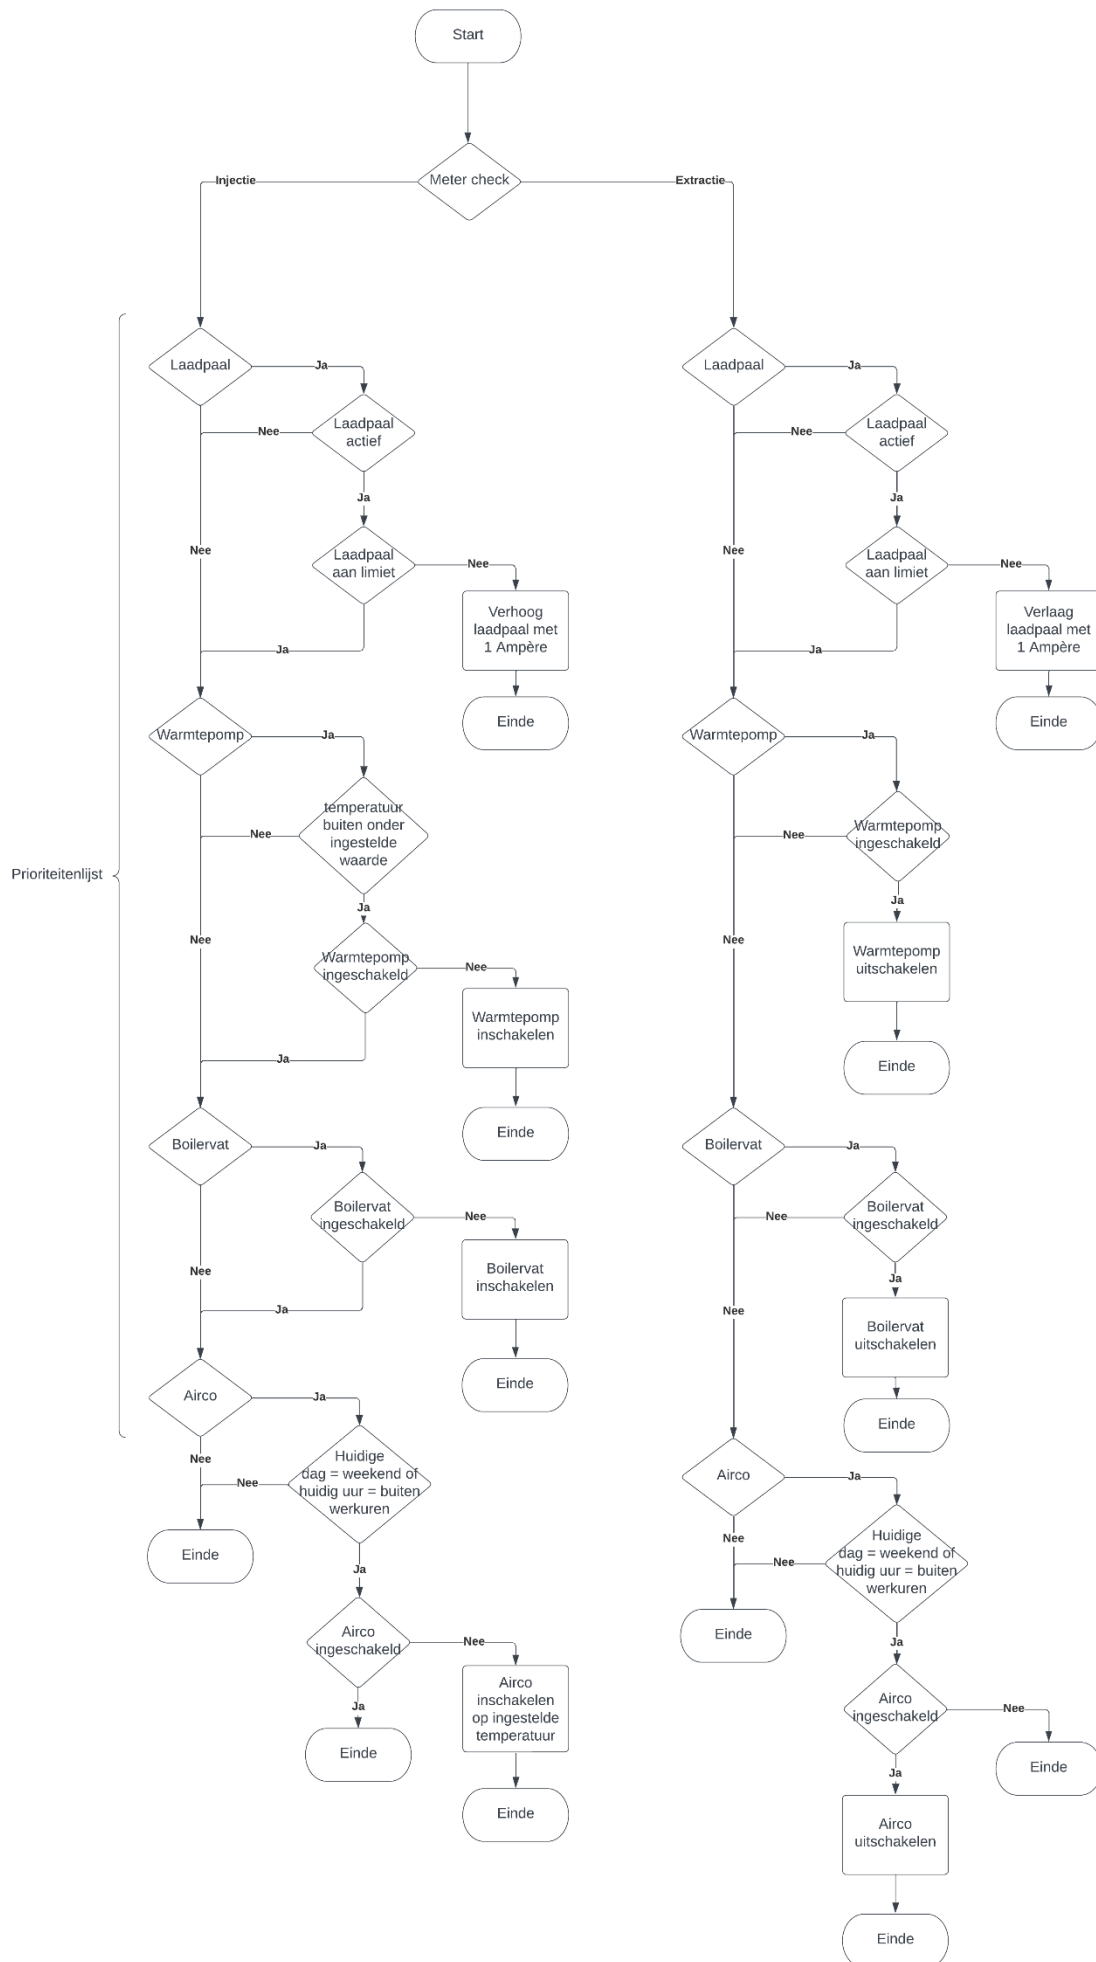 Start
Meter check
Injectie
Extractie
Prioriteitenlijst
Laadpaal
Ja
Laadpaal
actief
Nee
Ja
Nee
Laadpaal
aan limiet
Nee
Verhoog
laadpaal met
1 Ampère
Ja
Einde
Warmtepomp
Ja
temperatuur
buiten onder
ingestelde
waarde
Nee
Ja
Nee
Warmtepomp
ingeschakeld
Nee
Warmtepomp
inschakelen
Ja
Einde
Boilervat
Ja
Boilervat
ingeschakeld
Nee
Boilervat
inschakelen
Nee
Ja
Einde
Airco
Ja
Nee
Huidige
dag = weekend of
huidig uur = buiten
werkuren
Nee
Einde
Ja
Airco
ingeschakeld
Nee
Airco
inschakelen
op ingestelde
temperatuur
Ja
Einde
Einde
Laadpaal
Ja
Laadpaal
actief
Nee
Ja
Nee
Laadpaal
aan limiet
Nee
Verlaag
laadpaal met
1 Ampère
Ja
Einde
Warmtepomp
Ja
Warmtepomp
ingeschakeld
Nee
Ja
Nee
Warmtepomp
uitschakelen
Einde
Boilervat
Ja
Boilervat
ingeschakeld
Nee
Ja
Nee
Boilervat
uitschakelen
Einde
Airco
Ja
Nee
Huidige
dag = weekend of
huidig uur = buiten
werkuren
Nee
Einde
Ja
Airco
ingeschakeld
Nee
Einde
Ja
Airco
uitschakelen
Einde